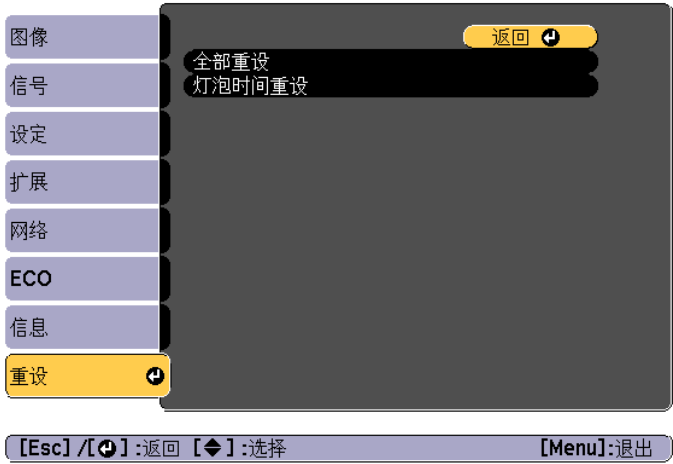 图像
信号
设定
扩展
网络
ECO
信息
重设
返回
全部重设
灯泡时间重设
[Esc] /[ ] :返回 [ ] :选择
[Menu]:退出